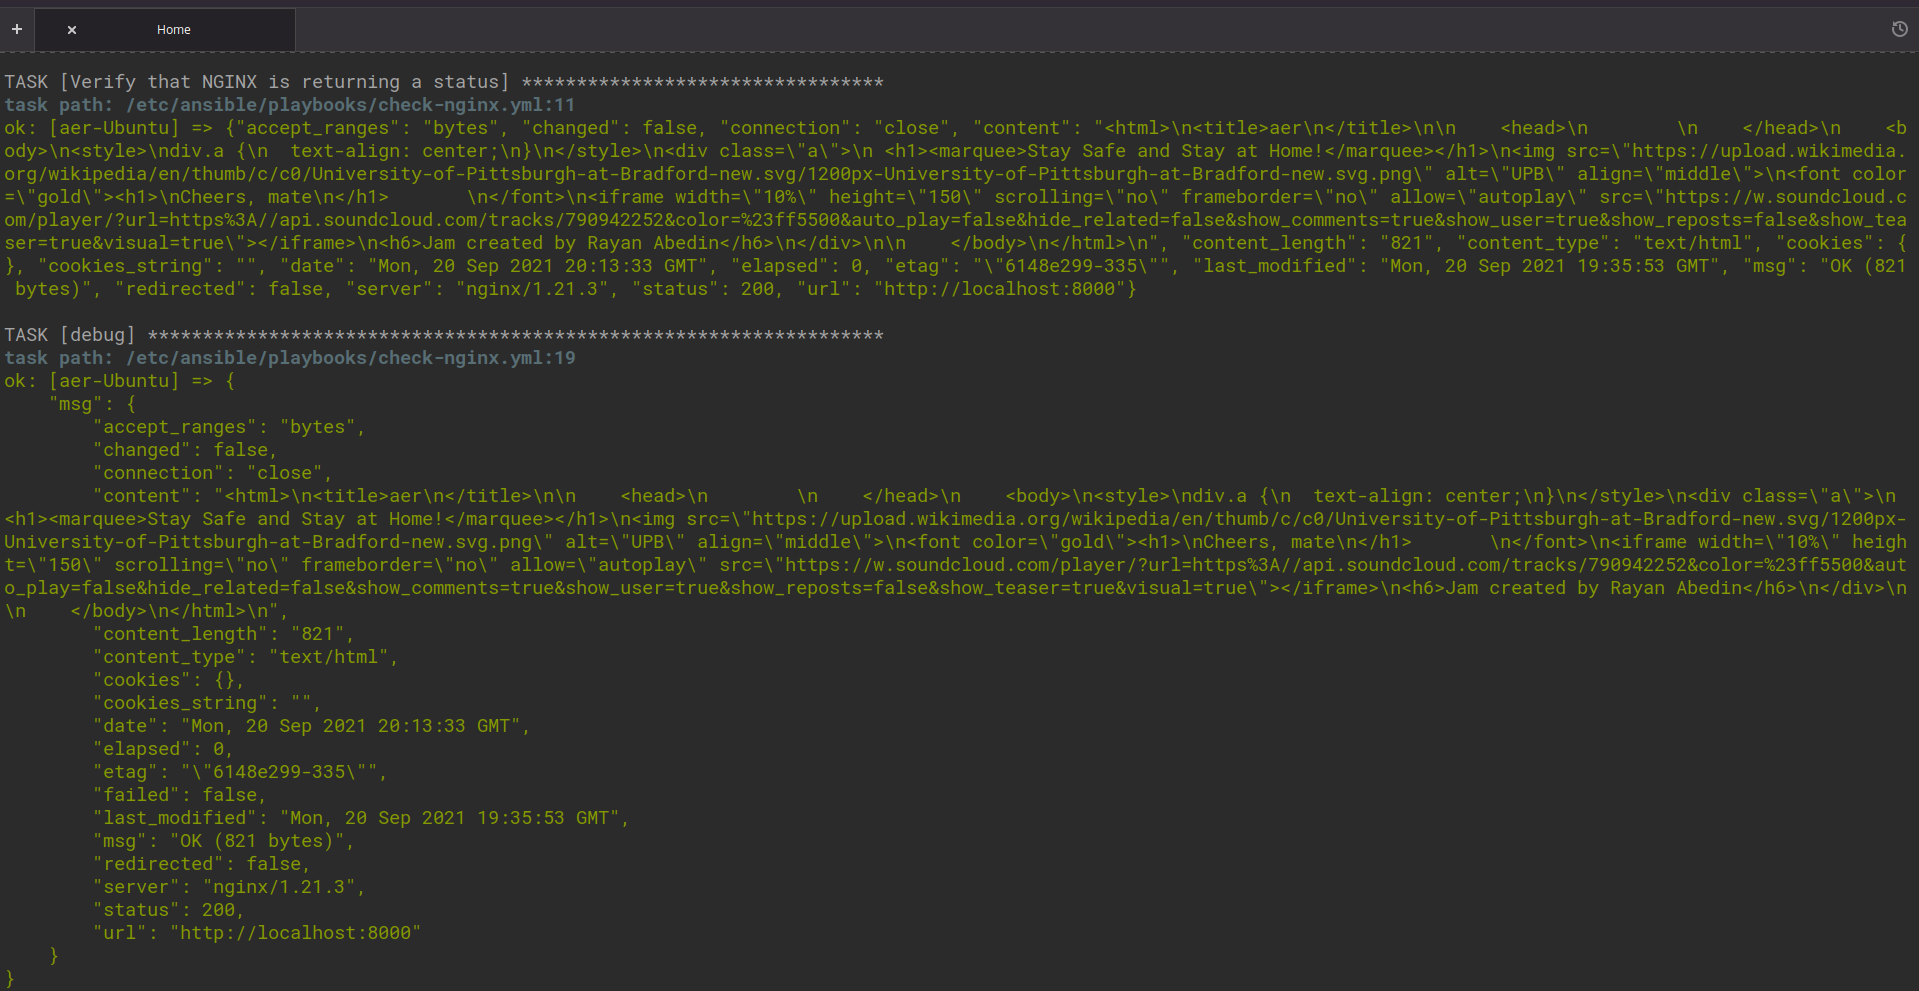 Home
TASK [Verify that NGINX is returning a status] *********************************
task path: /etc/ansible/playbooks/check-nginx.yml:11
ok: [aer-Ubuntu] => {"accept_ranges": "bytes", "changed": false, "connection": "close", "content": "<html>\n<title>aer\n</title>\n\n    <head>\n        \n    </head>\n    <b
ody>\n<style>\ndiv.a {\n  text-align: center;\n}\n</style>\n<div class=\"a\">\n <h1><marquee>Stay Safe and Stay at Home!</marquee></h1>\n<img src=\"https://upload.wikimedia.
org/wikipedia/en/thumb/c/c0/University-of-Pittsburgh-at-Bradford-new.svg/1200px-University-of-Pittsburgh-at-Bradford-new.svg.png\" alt=\"UPB\" align=\"middle\">\n<font color
=\"gold\"><h1>\nCheers, mate\n</h1>       \n</font>\n<iframe width=\"10%\" height=\"150\" scrolling=\"no\" frameborder=\"no\" allow=\"autoplay\" src=\"https://w.soundcloud.c
om/player/?url=https%3A//api.soundcloud.com/tracks/790942252&color=%23ff5500&auto_play=false&hide_related=false&show_comments=true&show_user=true&show_reposts=false&show_tea
ser=true&visual=true\"></iframe>\n<h6>Jam created by Rayan Abedin</h6>\n</div>\n\n    </body>\n</html>\n", "content_length": "821", "content_type": "text/html", "cookies": {
}, "cookies_string": "", "date": "Mon, 20 Sep 2021 20:13:33 GMT", "elapsed": 0, "etag": "\"6148e299-335\"", "last_modified": "Mon, 20 Sep 2021 19:35:53 GMT", "msg": "OK (821
 bytes)", "redirected": false, "server": "nginx/1.21.3", "status": 200, "url": "http://localhost:8000"}
TASK [debug] *******************************************************************
task path: /etc/ansible/playbooks/check-nginx.yml:19
ok: [aer-Ubuntu] => {
    "msg": {
        "accept_ranges": "bytes",
        "changed": false,
        "connection": "close",
        "content": "<html>\n<title>aer\n</title>\n\n    <head>\n        \n    </head>\n    <body>\n<style>\ndiv.a {\n  text-align: center;\n}\n</style>\n<div class=\"a\">\n
<h1><marquee>Stay Safe and Stay at Home!</marquee></h1>\n<img src=\"https://upload.wikimedia.org/wikipedia/en/thumb/c/c0/University-of-Pittsburgh-at-Bradford-new.svg/1200px-
University-of-Pittsburgh-at-Bradford-new.svg.png\" alt=\"UPB\" align=\"middle\">\n<font color=\"gold\"><h1>\nCheers, mate\n</h1>       \n</font>\n<iframe width=\"10%\" heigh
t=\"150\" scrolling=\"no\" frameborder=\"no\" allow=\"autoplay\" src=\"https://w.soundcloud.com/player/?url=https%3A//api.soundcloud.com/tracks/790942252&color=%23ff5500&aut
o_play=false&hide_related=false&show_comments=true&show_user=true&show_reposts=false&show_teaser=true&visual=true\"></iframe>\n<h6>Jam created by Rayan Abedin</h6>\n</div>\n
\n    </body>\n</html>\n",
        "content_length": "821",
        "content_type": "text/html",
        "cookies": {},
        "cookies_string": "",
        "date": "Mon, 20 Sep 2021 20:13:33 GMT",
        "elapsed": 0,
        "etag": "\"6148e299-335\"",
        "failed": false,
        "last_modified": "Mon, 20 Sep 2021 19:35:53 GMT",
        "msg": "OK (821 bytes)",
        "redirected": false,
        "server": "nginx/1.21.3",
        "status": 200,
        "url": "http://localhost:8000"
    }
}